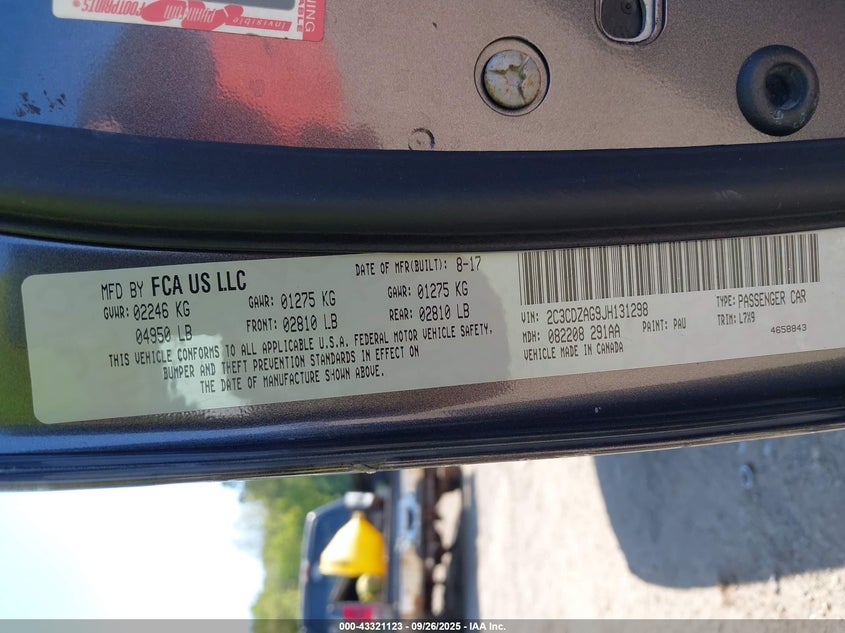 PHANTOM
Invisible
FOOTPRINTS
MFD BY FCA US LLC
DATE OF MFR(BUILT): 8-17
GVWR: 02246 KG
04950 LB
GAWR: 01275 KG
FRONT: 02810 LB
GAWR: 01275 KG
REAR: 02810 LB
THIS VEHICLE CONFORMS TO ALL APPLICABLE U.S.A. FEDERAL MOTOR VEHICLE SAFETY,
BUMPER AND THEFT PREVENTION STANDARDS IN EFFECT ON
THE DATE OF MANUFACTURE SHOWN ABOVE.
VIN: 2C3CDZAG9JH131298
TYPE: PASSENGER CAR
MDH: 082208 291AA
PAINT: PAU
TRIM: L7X9
VEHICLE MADE IN CANADA
4658843
000-43321123 - 09/26/2025 - IAA Inc.